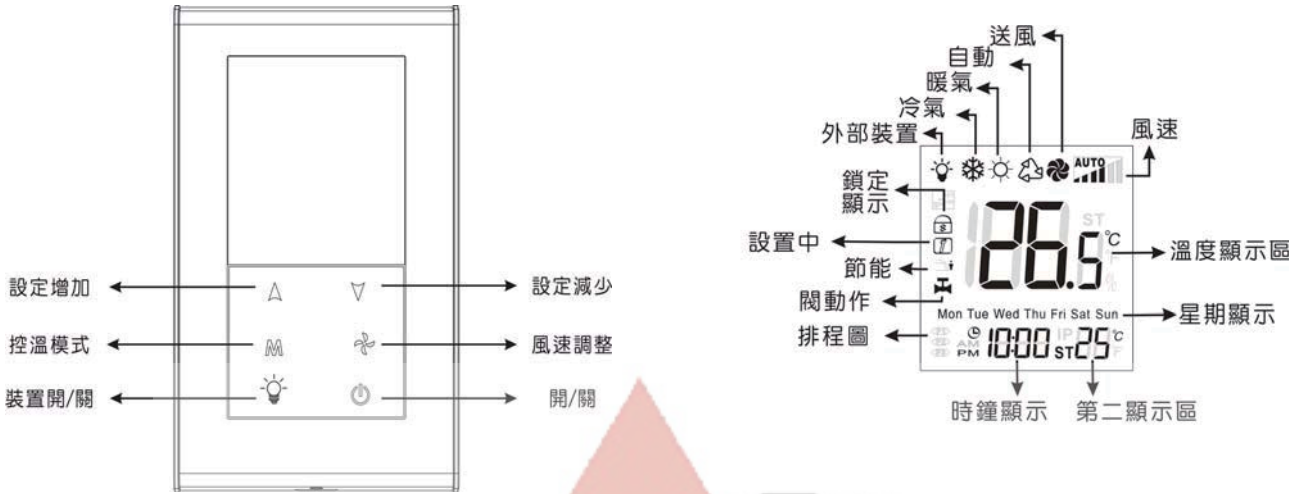 設定增加
設定減少
控溫模式
M
風速調整
裝置開/關
開/關
送風
自動
暖氣
冷氣
外部裝置
風速
AUTO
鎖定
顯示
ST
設置中
26.5
℃
溫度顯示區
節能
閥動作
Mon Tue Wed Thu Fri Sat Sun
星期顯示
排程圖
AM
PM
10:00
IP
ST
25
℃
F
時鐘顯示
第二顯示區